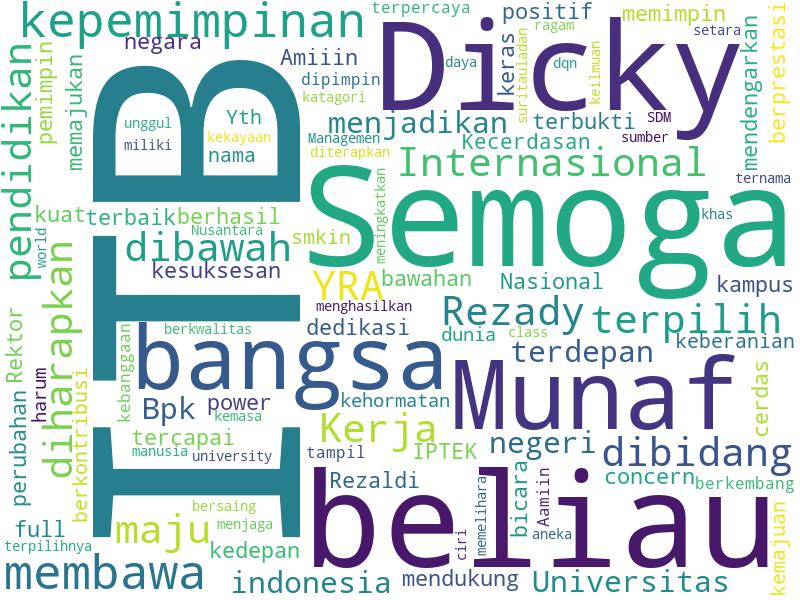 kepemimpinan
terpercaya
positif
memimpin
negara
Amiiin
Dicky
keras
ragam
setara
daya
dqn
suritauladan
keilmuan
pendidikan
pemimpin
memajukan
dipimpin
katagori
unggul
miliki
Yth
kekayaan
nama
menjadikan
terbukti
SDM
sumber
mendengarkan
berprestasi
Managemen
diterapkan
Kecerdasan
ITB
Internasional
ternama
kuat
terbaik
berhasil
Semoga
khas
meningkatkan
Nusantara
smkin
world
dibawah
kesuksesan
YRA
bawahan
Nasional
kampus
diharapkan
menghasilkan
Rezady
terpilih
berkwalitas
dedikasi
dunia
class
keberanian
Rektor
kebanggaan
bangsa
terdepan
harum
Munaf
cerdas
Bpk
power
kehormatan
kemasa
perubahan
berkontribusi
Kerja
tercapai
manusia
university
tampil
IPTEK
negeri
dibidang
Rezaldi
bicara
Aamiin
concern
berkembang
beliau
memelihara
ciri
aneka
kemajuan
full
maju
bersaing
menjaga
terpilihnya
kedepan
membawa
indonesia
mendukung
Universitas